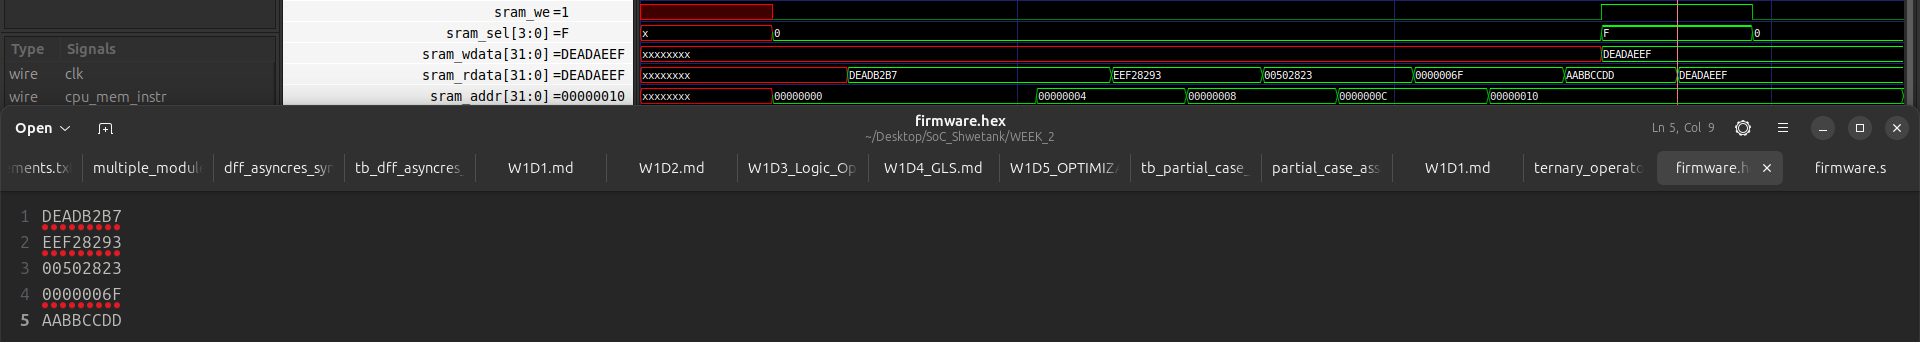 sram_we =1
sram_sel[3:0] =F
x 0 F 0
Type Signals
sram_wdata[31:0] =DEADAEEF
xxxxxxxx DEADAEEF
wire clk
sram_rdata[31:0] =DEADAEEF
xxxxxxxx DEADB2B7 EEF28293 00502823 0000006F AABBCCDD DEADAEEF
wire cpu_mem_instr
sram_addr[31:0] =00000010
xxxxxxxx 00000000 00000004 00000008 0000000C 00000010
Open
firmware.hex
~/Desktop/SoC_Shwetank/WEEK_2
Ln 5, Col 9
ements.tx multiple_modul dff_asyncres_syn tb_dff_asyncres_ W1D1.md W1D2.md W1D3_Logic_Op W1D4_GLS.md W1D5_OPTIMIZA tb_partial_case_ partial_case_ass W1D1.md ternary_operato firmware.h firmware.s
1 DEADB2B7
2 EEF28293
3 00502823
4 0000006F
5 AABBCCDD